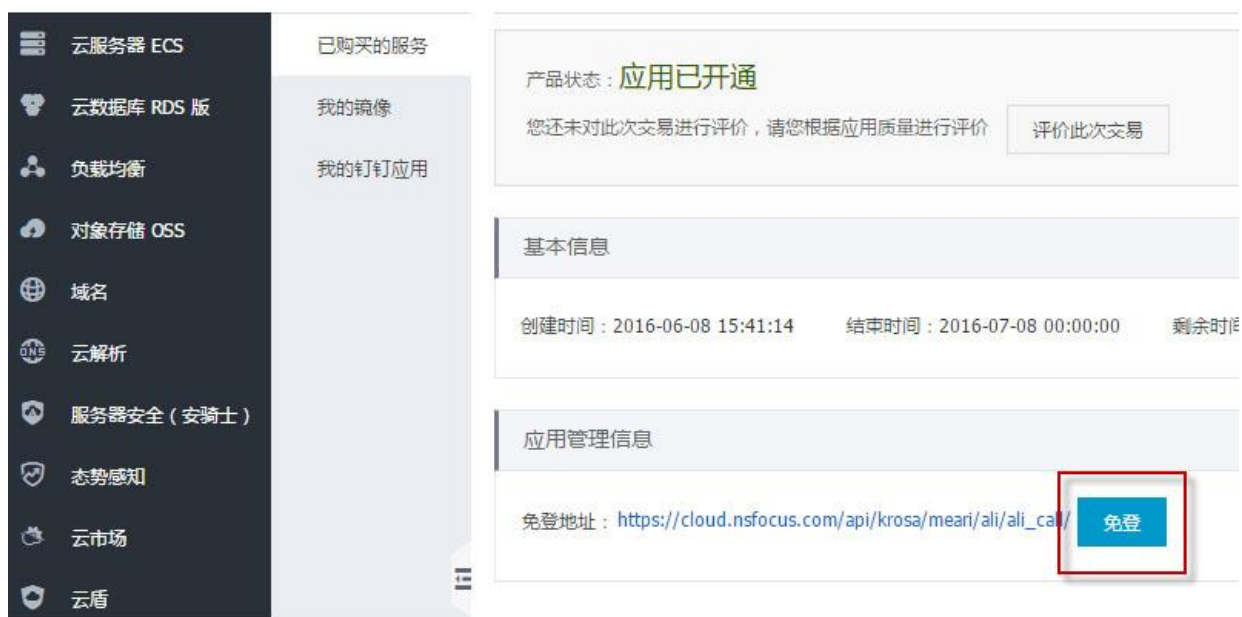 云服务器 ECS
云数据库 RDS 版
负载均衡
对象存储 OSS
域名
DNS
云解析
服务器安全（安骑士）
态势感知
云市场
云盾
已购买的服务
我的镜像
我的钉钉应用
产品状态：应用已开通
您还未对此次交易进行评价，请您根据应用质量进行评价 评价此次交易
基本信息
创建时间：2016-06-08 15:41:14 结束时间：2016-07-08 00:00:00 剩余时间
应用管理信息
免登地址：https://cloud.nsfocus.com/api/krosa/meari/ali/ali_call/ 免登